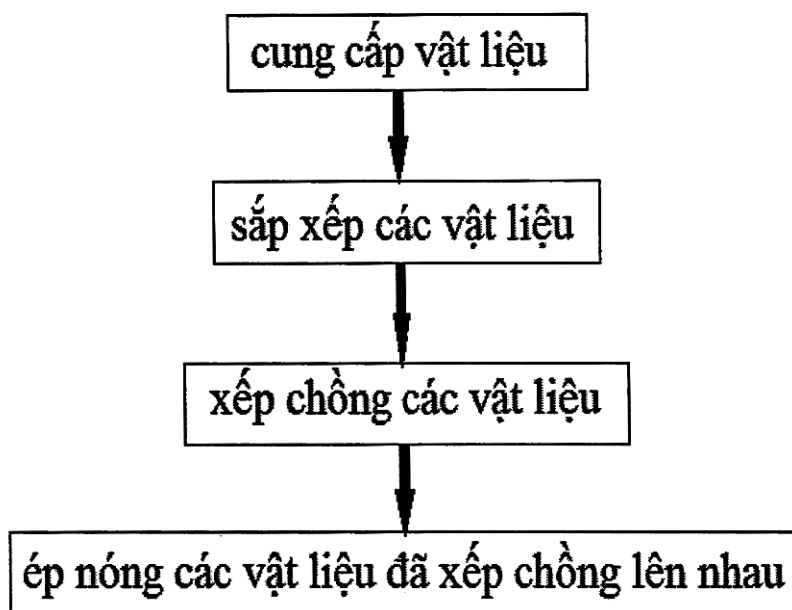 cung cấp vật liệu
sắp xếp các vật liệu
xếp chồng các vật liệu
ép nóng các vật liệu đã xếp chồng lên nhau